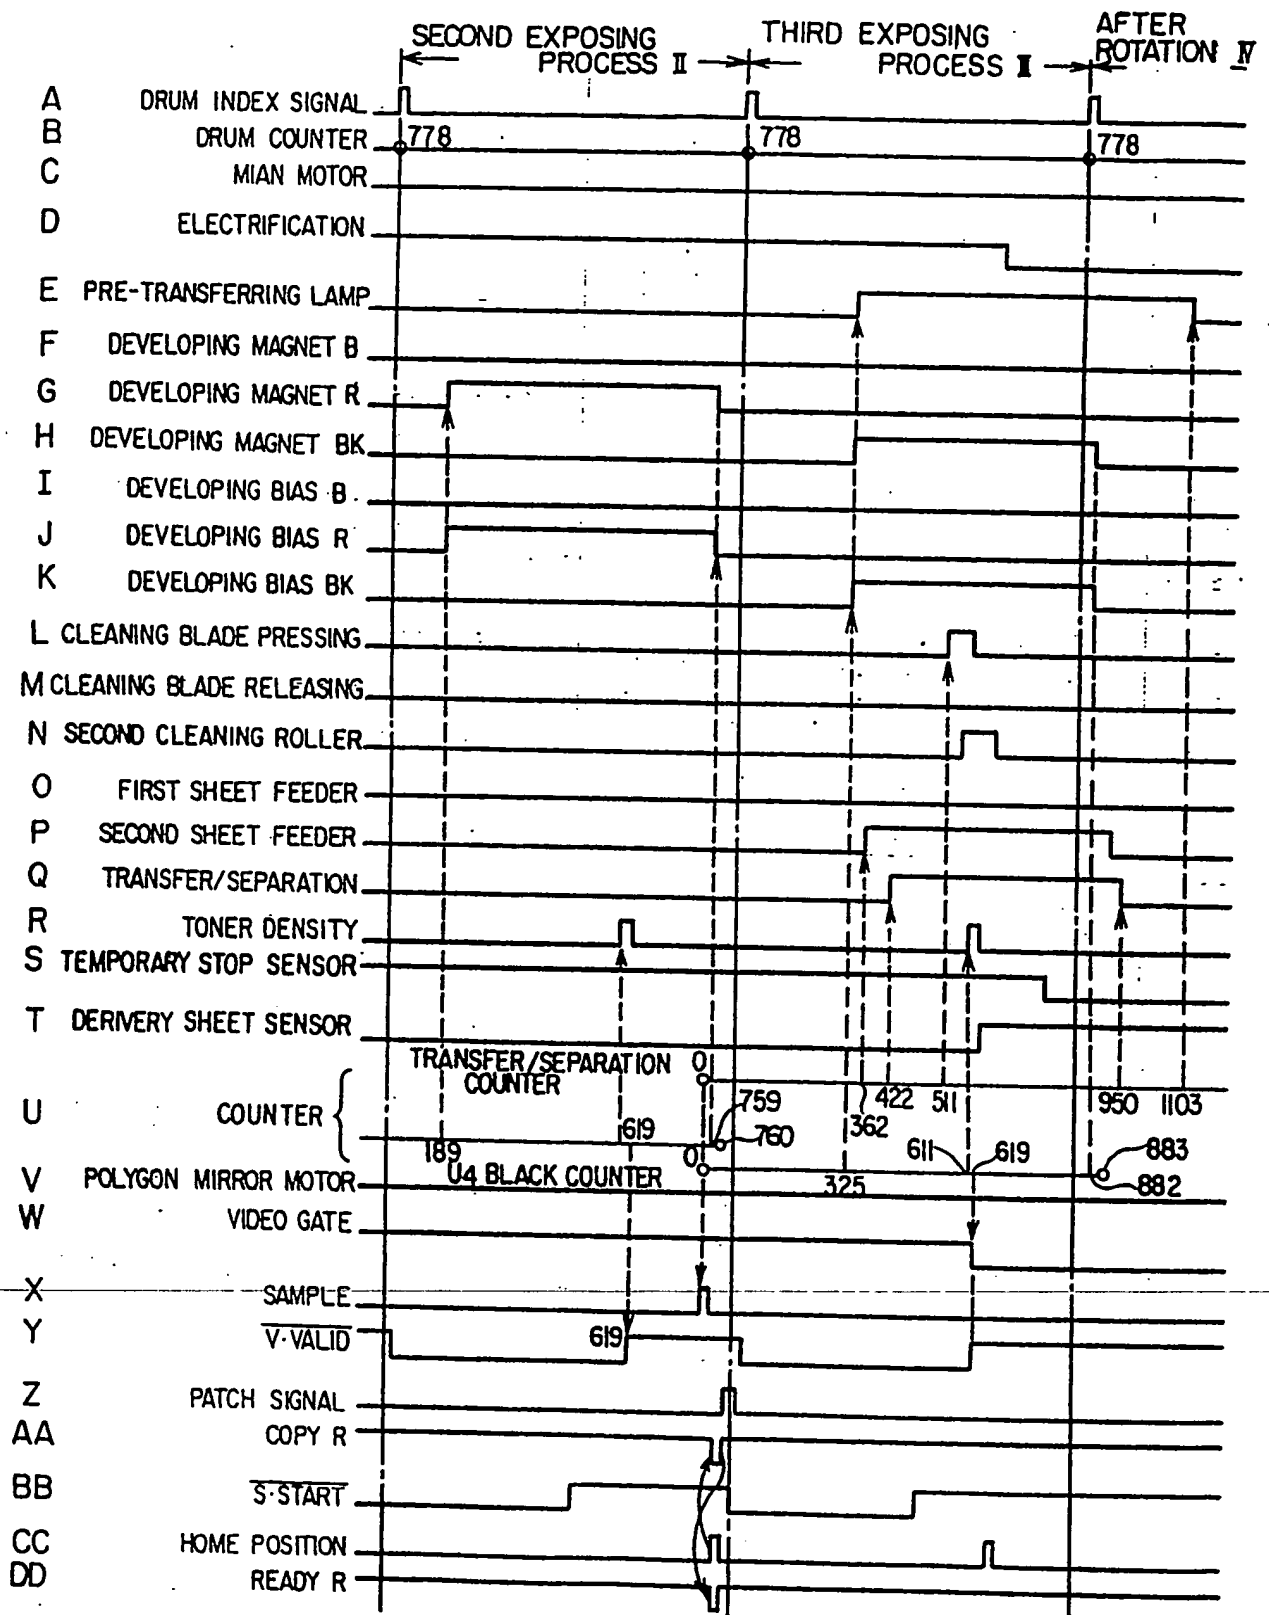 SECOND EXPOSING PROCESS II
THIRD EXPOSING PROCESS III
AFTER ROTATION IV
A DRUM INDEX SIGNAL
B DRUM COUNTER 778 778 778
C MIAN MOTOR
D ELECTRIFICATION
E PRE-TRANSFERRING LAMP
F DEVELOPING MAGNET B
G DEVELOPING MAGNET R
H DEVELOPING MAGNET BK
I DEVELOPING BIAS B
J DEVELOPING BIAS R
K DEVELOPING BIAS BK
L CLEANING BLADE PRESSING
M CLEANING BLADE RELEASING
N SECOND CLEANING ROLLER
O FIRST SHEET FEEDER
P SECOND SHEET FEEDER
Q TRANSFER/SEPARATION
R TONER DENSITY
S TEMPORARY STOP SENSOR
T DERIVERY SHEET SENSOR
TRANSFER/SEPARATION COUNTER 0
362 422 511 950 1103
U COUNTER
189 619 759 760
U4 BLACK COUNTER 0
325 611 619 883 882
V POLYGON MIRROR MOTOR
W VIDEO GATE
X SAMPLE
Y V·VALID 619
Z PATCH SIGNAL
AA COPY R
BB S·START
CC HOME POSITION
DD READY R